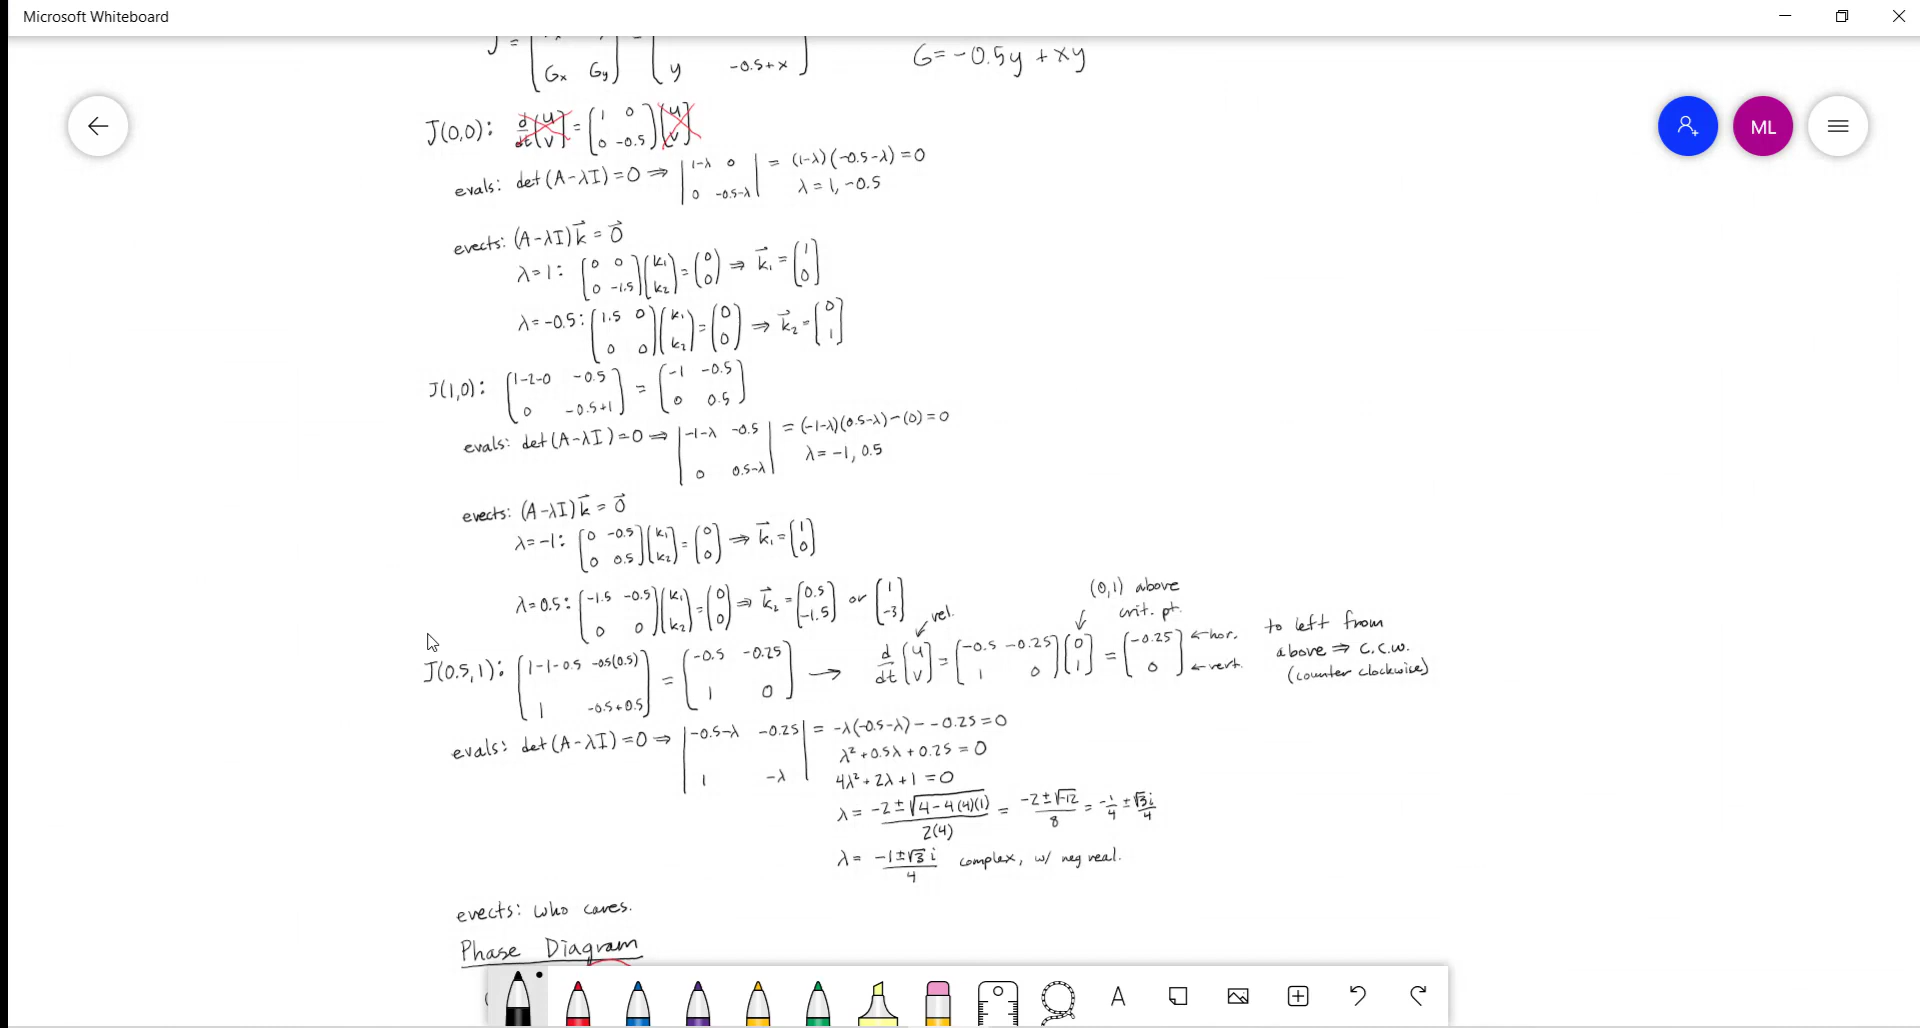 Microsoft Whiteboard
J = ( Gx Gy ) = ( y -0.5+x )
G = -0.5y + xy
J(0,0): d/dt (u v) = (1 0 0 -0.5) (u v)
evals: det(A-λI)=0 ⇒ |1-λ 0 0 -0.5-λ| = (1-λ)(-0.5-λ)=0
λ=1, -0.5
evects: (A-λI)k⃗ = 0⃗
λ=1: (0 0 0 -1.5)(k₁ k₂) = (0 0) ⇒ k⃗₁ = (1 0)
λ=-0.5: (1.5 0 0 0)(k₁ k₂) = (0 0) ⇒ k⃗₂ = (0 1)
J(1,0): (1-2-0 -0.5 0 -0.5+1) = (-1 -0.5 0 0.5)
evals: det(A-λI)=0 ⇒ |-1-λ -0.5 0 0.5-λ| = (-1-λ)(0.5-λ)-(0)=0
λ=-1, 0.5
evects: (A-λI)k⃗ = 0⃗
λ=-1: (0 -0.5 0 0.5)(k₁ k₂) = (0 0) ⇒ k⃗₁ = (1 0)
λ=0.5: (-1.5 -0.5 0 0)(k₁ k₂) = (0 0) ⇒ k⃗₂ = (0.5 -1.5) or (1 -3)
J(0.5,1): (1-1-0.5 -0.5(0.5) 1 -0.5+0.5) = (-0.5 -0.25 1 0) → d/dt (u v) = (-0.5 -0.25 1 0)(0 1) = (-0.25 0)
vel.
(0,1) above
crit. pt.
←hor.
←vert.
to left from
above ⇒ c.c.w.
(counter clockwise)
evals: det(A-λI)=0 ⇒ |-0.5-λ -0.25 1 -λ| = -λ(-0.5-λ) - -0.25=0
λ²+0.5λ+0.25=0
4λ²+2λ+1=0
λ = (-2±√4-4(4)(1))/2(4) = (-2±√-12)/8 = -1/4 ± √3i/4
λ = (-1±√3 i)/4 complex, w/ neg real.
evects: who cares.
Phase Diagram
ML
A